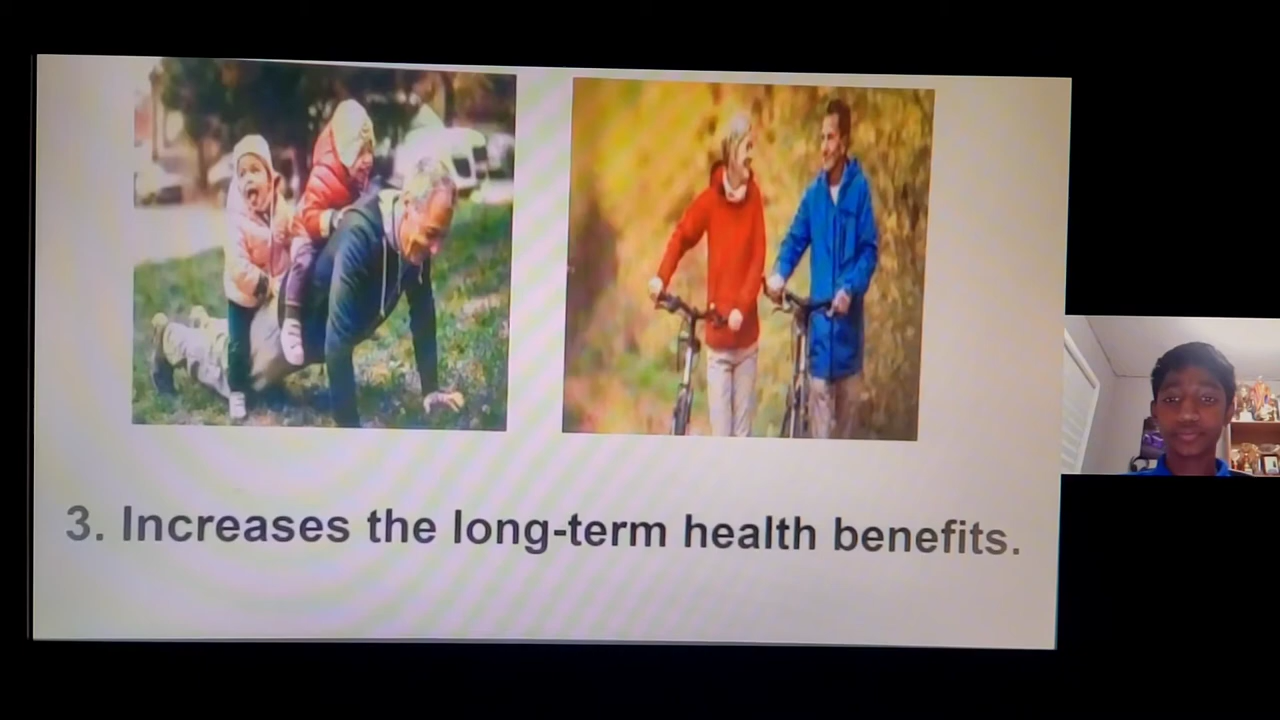 3. Increases the long-term health benefits.